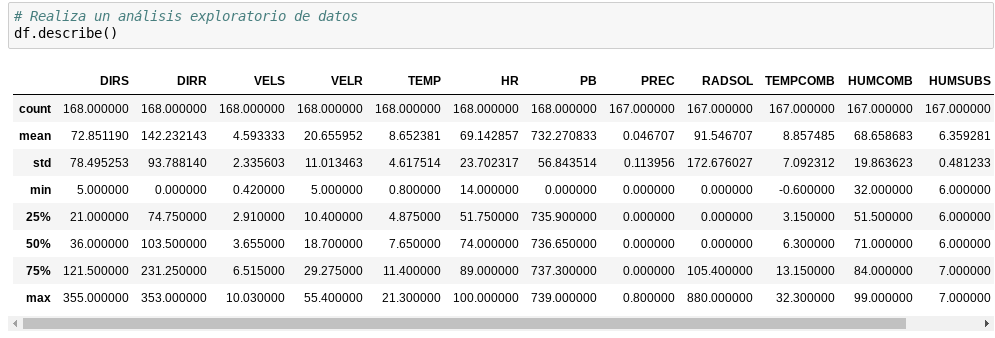 # Realiza un análisis exploratorio de datos
df.describe()
DIRS DIRR VELS VELR TEMP HR PB PREC RADSOL TEMPCOMB HUMCOMB HUMSUBS
count 168.000000 168.000000 168.000000 168.000000 168.000000 168.000000 168.000000 167.000000 167.000000 167.000000 167.000000 167.000000
mean 72.851190 142.232143 4.593333 20.655952 8.652381 69.142857 732.270833 0.046707 91.546707 8.857485 68.658683 6.359281
std 78.495253 93.788140 2.335603 11.013463 4.617514 23.702317 56.843514 0.113956 172.676027 7.092312 19.863623 0.481233
min 5.000000 0.000000 0.420000 5.000000 0.800000 14.000000 0.000000 0.000000 0.000000 -0.600000 32.000000 6.000000
25% 21.000000 74.750000 2.910000 10.400000 4.875000 51.750000 735.900000 0.000000 0.000000 3.150000 51.500000 6.000000
50% 36.000000 103.500000 3.655000 18.700000 7.650000 74.000000 736.650000 0.000000 0.000000 6.300000 71.000000 6.000000
75% 121.500000 231.250000 6.515000 29.275000 11.400000 89.000000 737.300000 0.000000 105.400000 13.150000 84.000000 7.000000
max 355.000000 353.000000 10.030000 55.400000 21.300000 100.000000 739.000000 0.800000 880.000000 32.300000 99.000000 7.000000